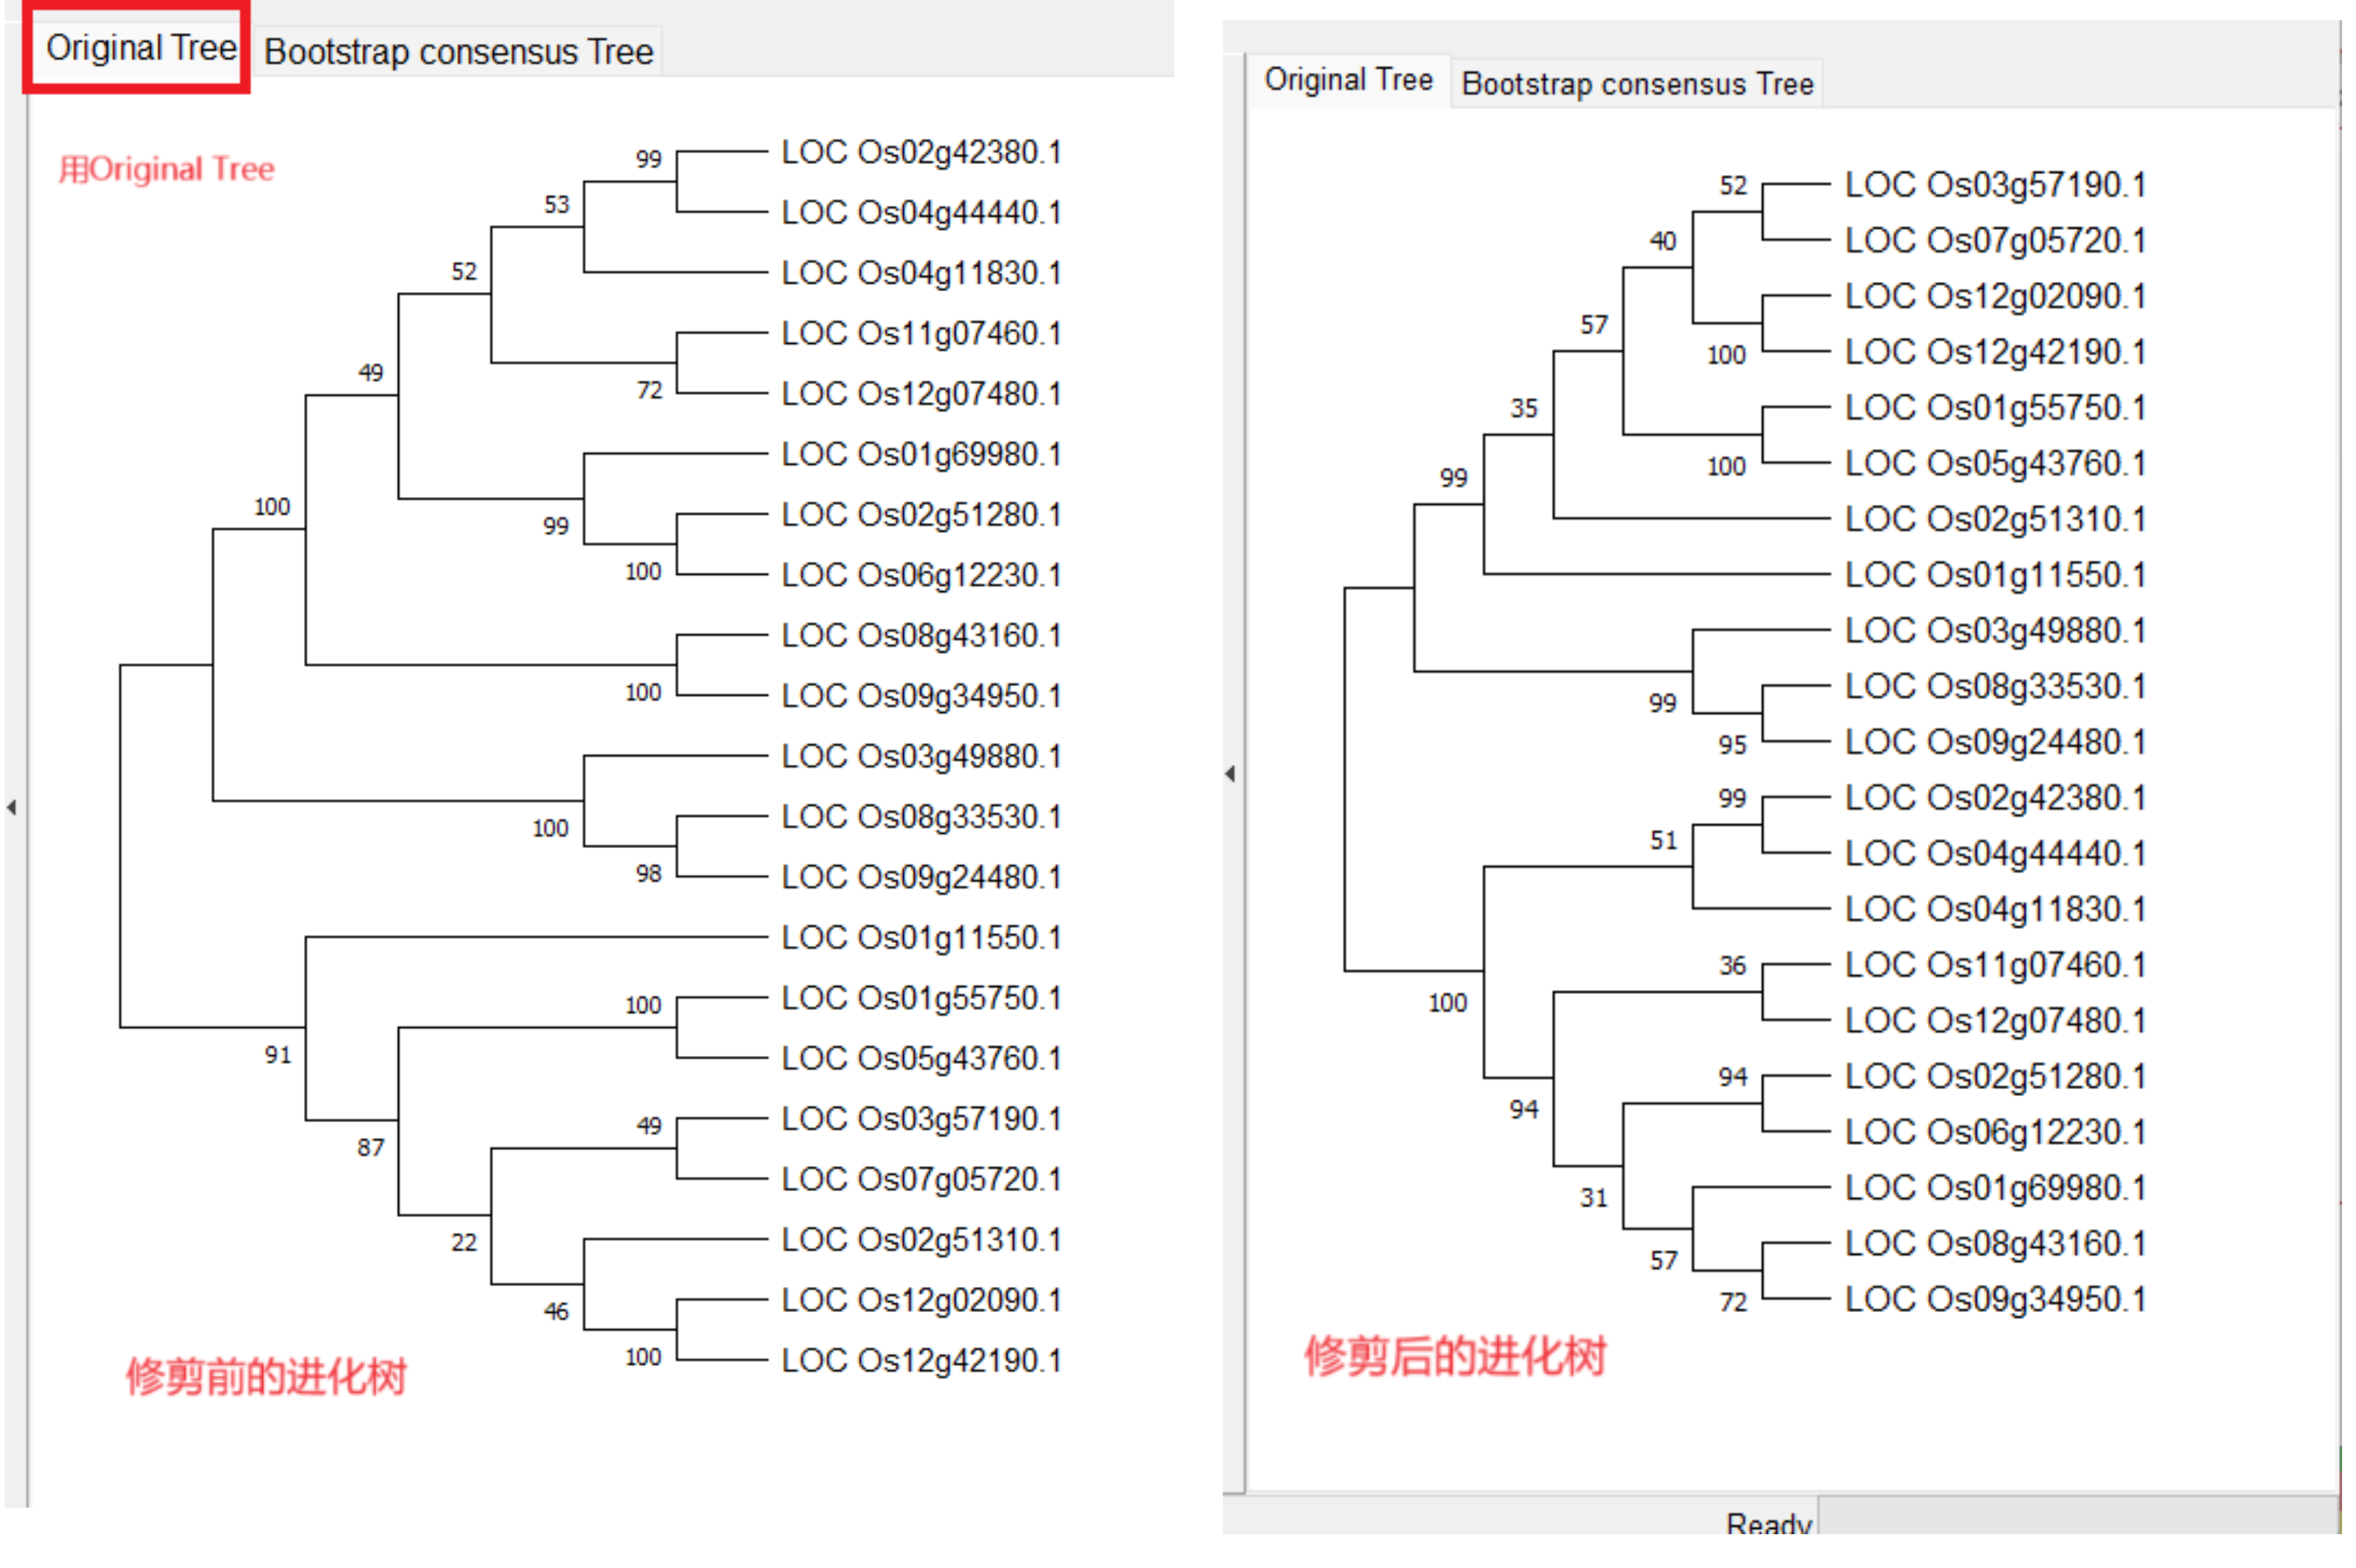 Original Tree
Bootstrap consensus Tree
用Original Tree
99
LOC Os02g42380.1
53
LOC Os04g44440.1
52
LOC Os04g11830.1
LOC Os11g07460.1
49
72
LOC Os12g07480.1
LOC Os01g69980.1
100
LOC Os02g51280.1
99
100
LOC Os06g12230.1
LOC Os08g43160.1
100
LOC Os09g34950.1
LOC Os03g49880.1
100
LOC Os08g33530.1
98
LOC Os09g24480.1
LOC Os01g11550.1
100
LOC Os01g55750.1
91
LOC Os05g43760.1
49
LOC Os03g57190.1
87
LOC Os07g05720.1
22
LOC Os02g51310.1
46
LOC Os12g02090.1
100
LOC Os12g42190.1
修剪前的进化树
Original Tree
Bootstrap consensus Tree
52
LOC Os03g57190.1
40
LOC Os07g05720.1
LOC Os12g02090.1
57
100
LOC Os12g42190.1
35
LOC Os01g55750.1
99
100
LOC Os05g43760.1
LOC Os02g51310.1
LOC Os01g11550.1
LOC Os03g49880.1
99
LOC Os08g33530.1
95
LOC Os09g24480.1
99
LOC Os02g42380.1
51
LOC Os04g44440.1
LOC Os04g11830.1
36
LOC Os11g07460.1
100
LOC Os12g07480.1
94
LOC Os02g51280.1
94
LOC Os06g12230.1
31
LOC Os01g69980.1
57
LOC Os08g43160.1
72
LOC Os09g34950.1
修剪后的进化树
Ready